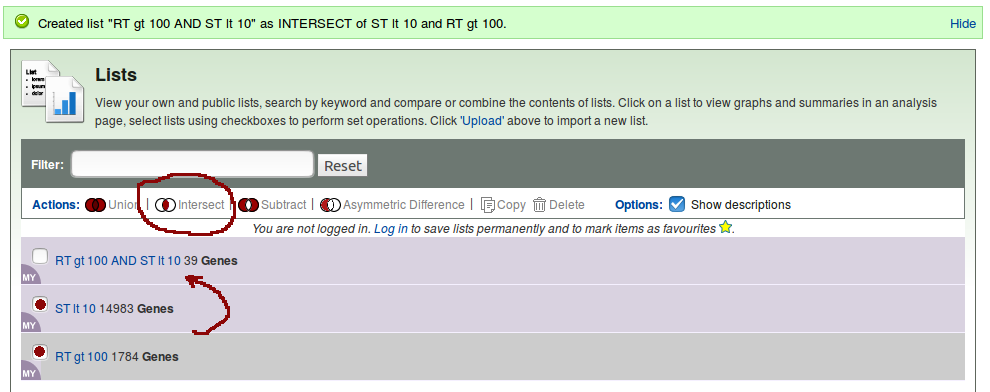 Created list "RT gt 100 AND ST lt 10" as INTERSECT of ST lt 10 and RT gt 100.
Hide
List
lorem
ipsum
dolor
Lists
View your own and public lists, search by keyword and compare or combine the contents of lists. Click on a list to view graphs and summaries in an analysis
page, select lists using checkboxes to perform set operations. Click 'Upload' above to import a new list.
Filter: Reset
Actions: Union | Intersect | Subtract | Asymmetric Difference | Copy Delete Options: Show descriptions
You are not logged in. Log in to save lists permanently and to mark items as favourites .
RT gt 100 AND ST lt 10 39 Genes
MY
ST lt 10 14983 Genes
MY
RT gt 100 1784 Genes
MY